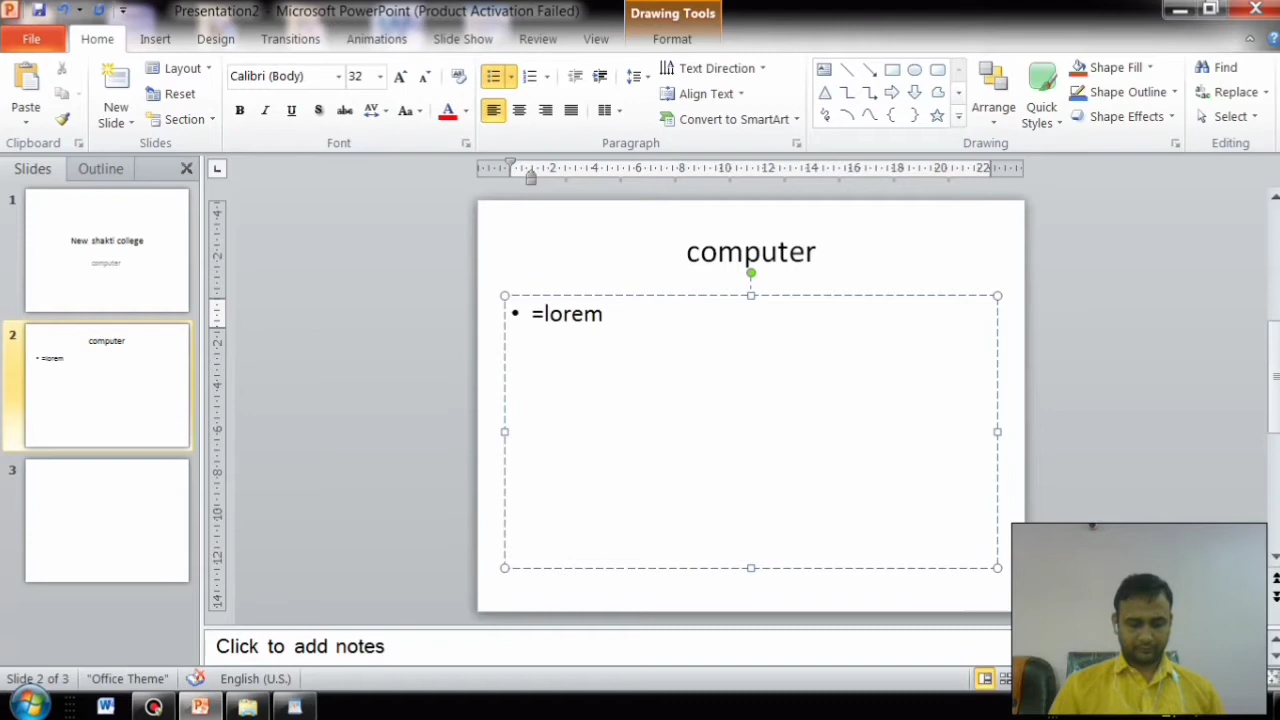 Presentation2 - Microsoft PowerPoint (Product Activation Failed)
Drawing Tools
File
Home
Insert
Design
Transitions
Animations
Slide Show
Review
View
Format
Paste
Clipboard
New
Slide
Layout
Reset
Section
Slides
Calibri (Body)
32
B I U S abc AV Aa A
Font
Text Direction
Align Text
Convert to SmartArt
Paragraph
Arrange
Quick
Styles
Shape Fill
Shape Outline
Shape Effects
Drawing
Find
Replace
Select
Editing
Slides
Outline
1
New shakti college
computer
2
computer
• =lorem
3
computer
• =lorem
Click to add notes
Slide 2 of 3
"Office Theme"
English (U.S.)